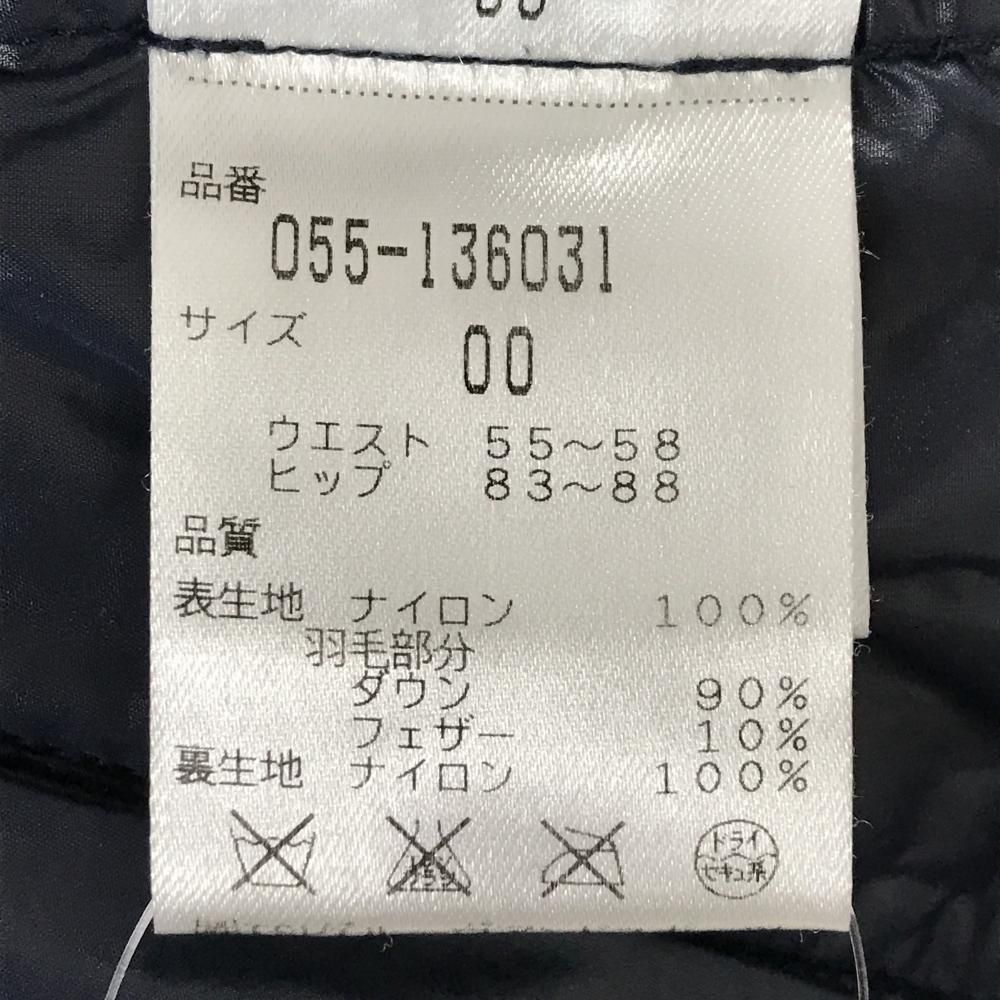 品番
055-136031
サイズ 00
ウエスト 55～58
ヒップ 83～88
品質
表生地 ナイロン 100%
羽毛部分
ダウン 90%
フェザー 10%
裏生地 ナイロン 100%
ドライ
セキュ系